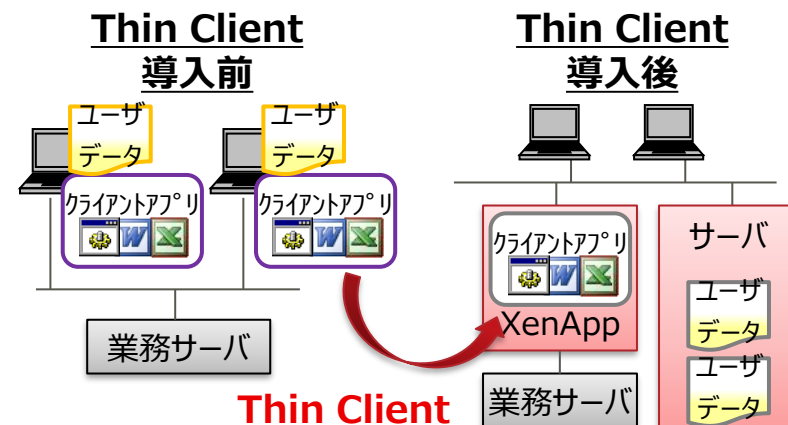 Thin Client
導入前
ユーザ
データ
クライアントアプリ
W
X
ユーザ
データ
クライアントアプリ
W
X
業務サーバ
Thin Client
Thin Client
導入後
クライアントアプリ
W
X
XenApp
業務サーバ
サーバ
ユーザ
データ
ユーザ
データ